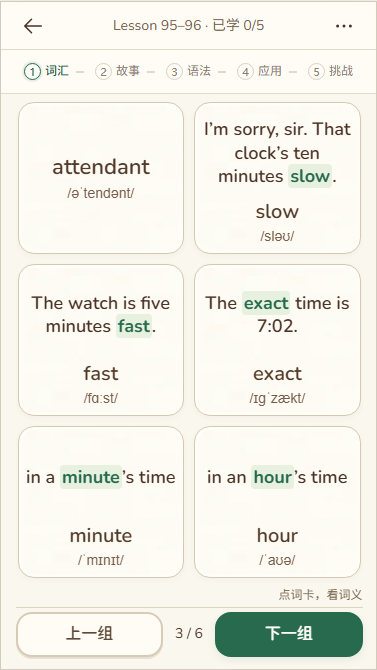 Lesson 95–96 · 已学 0/5
1 词汇 – 2 故事 – 3 语法 – 4 应用 – 5 挑战
attendant
/əˈtendənt/
I’m sorry, sir. That
clock’s ten
minutes slow.
slow
/sləʊ/
The watch is five
minutes fast.
fast
/fɑːst/
The exact time is
7:02.
exact
/ɪɡˈzækt/
in a minute’s time
minute
/ˈmɪnɪt/
in an hour’s time
hour
/ˈaʊə/
点词卡，看词义
上一组
3 / 6
下一组